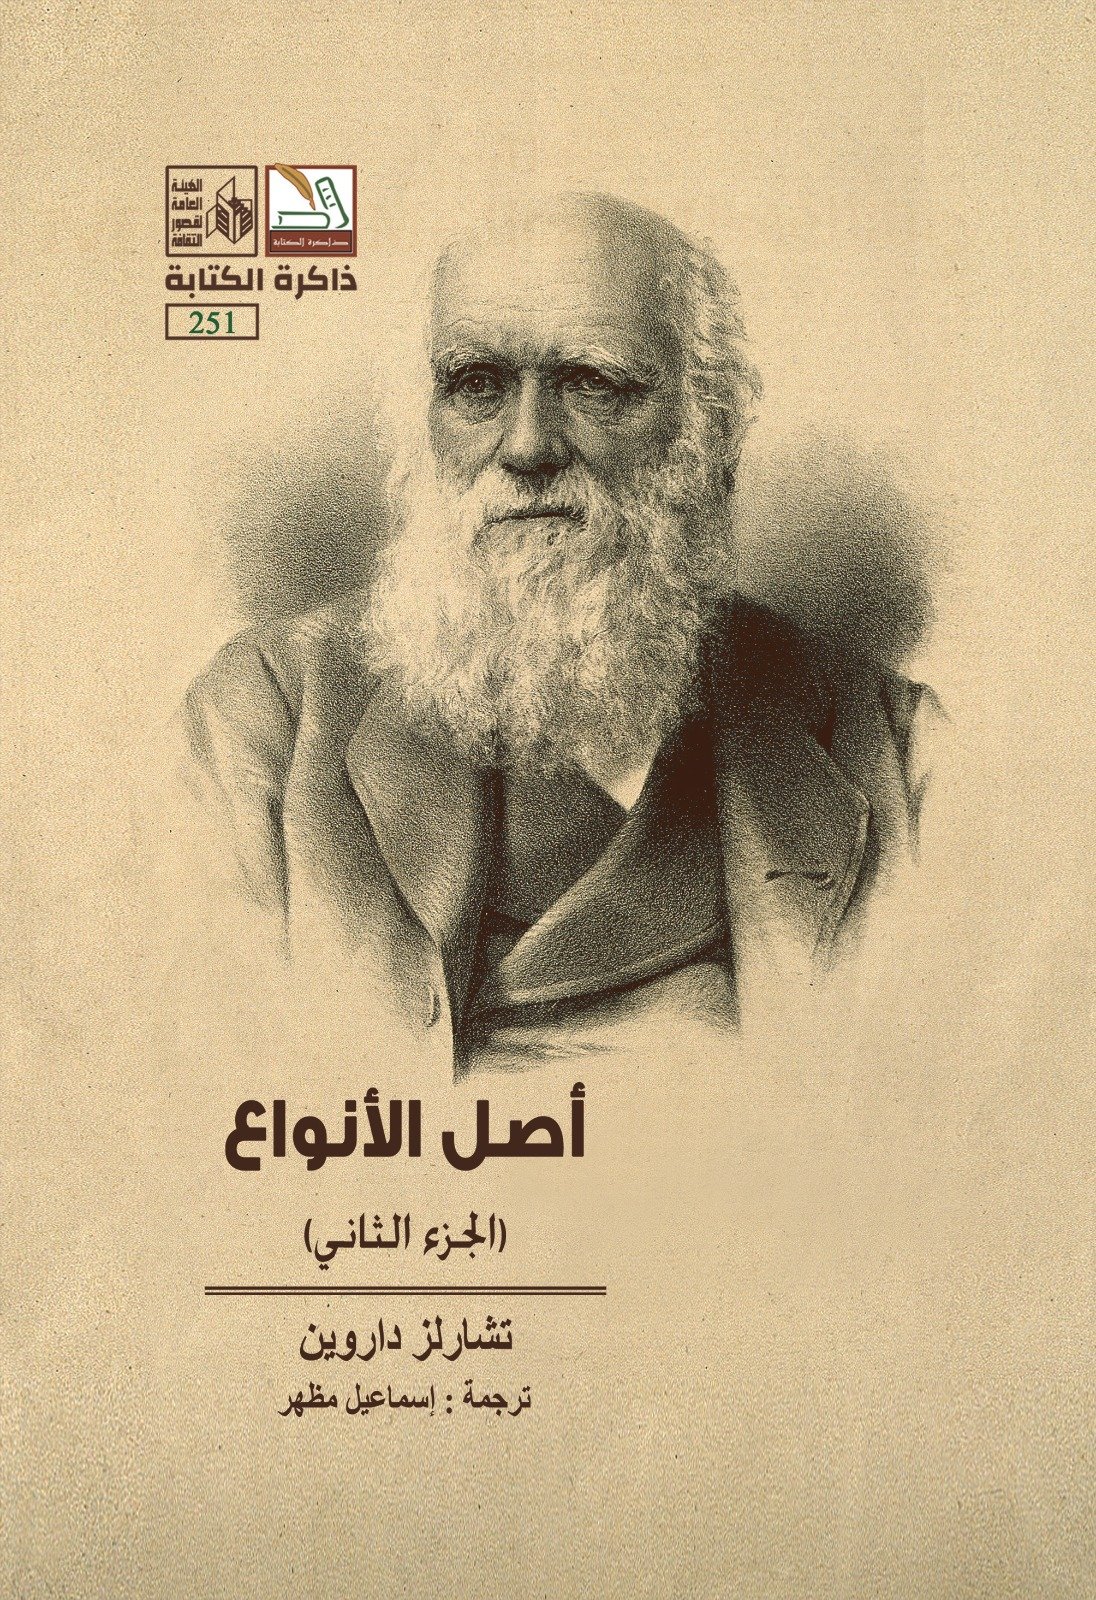 الهيئة
العامة
لقصور
الثقافة
ذاكرة الكتابة
ذاكرة الكتابة
251
أصل الأنواع
(الجزء الثاني)
تشارلز داروين
ترجمة : إسماعيل مظهر